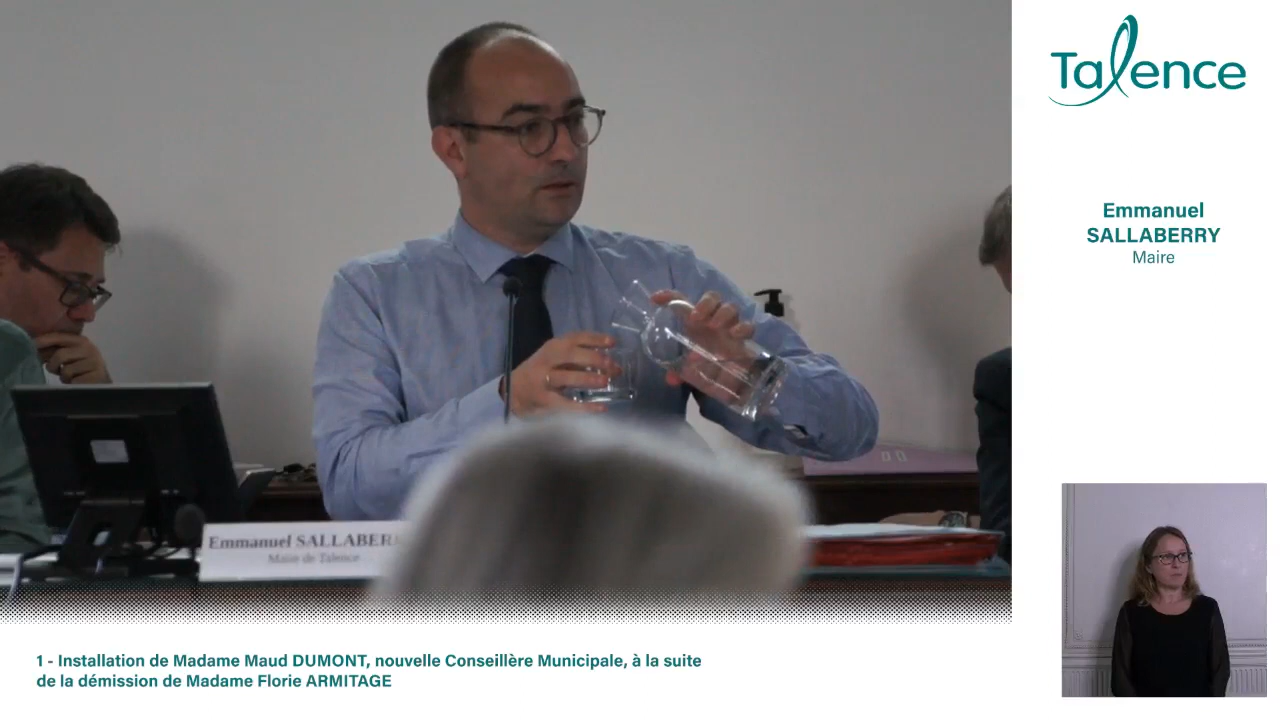 Talence
Emmanuel
SALLABERRY
Maire
Emmanuel SALLABER
Maire de Talence
1 - Installation de Madame Maud DUMONT, nouvelle Conseillère Municipale, à la suite
de la démission de Madame Florie ARMITAGE